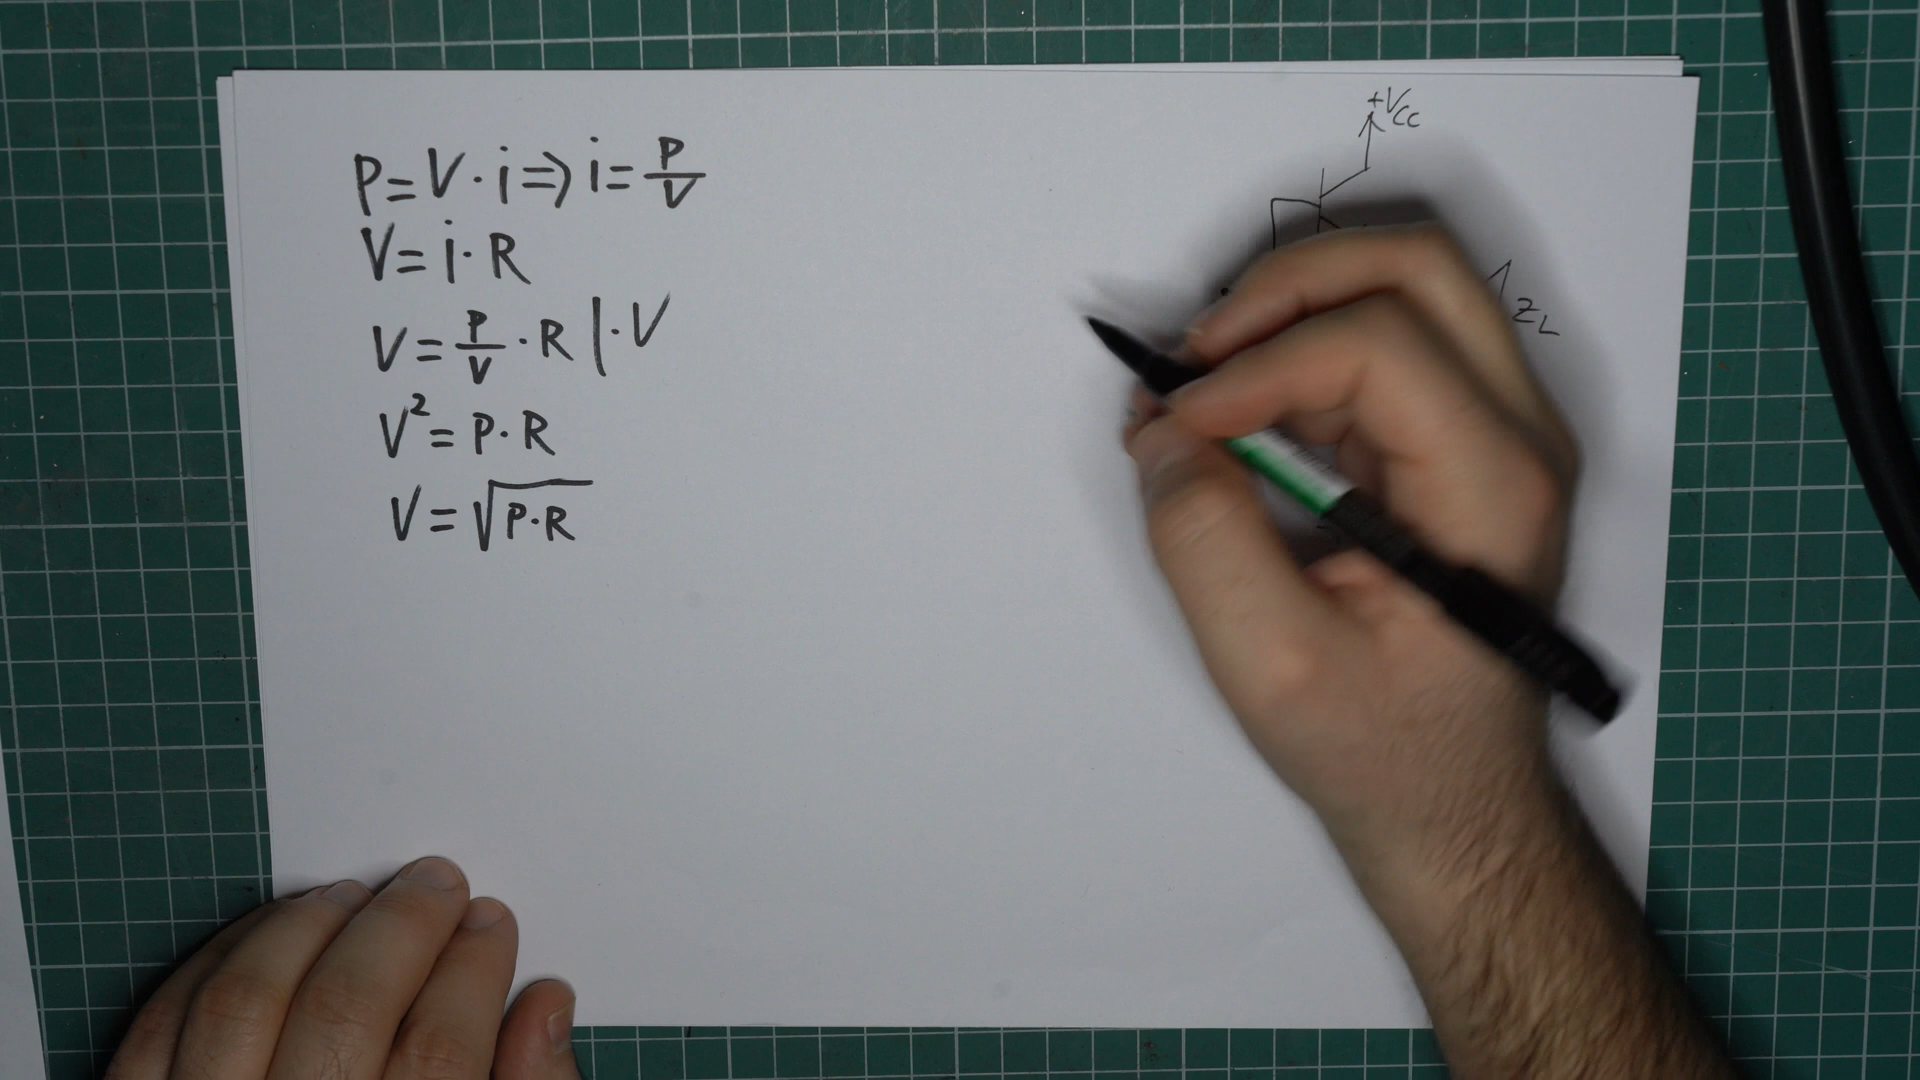 P=V·i⇒i=P/V
V=i·R
V=P/V·R|·V
V²=P·R
V=√P·R
+Vcc
ZL